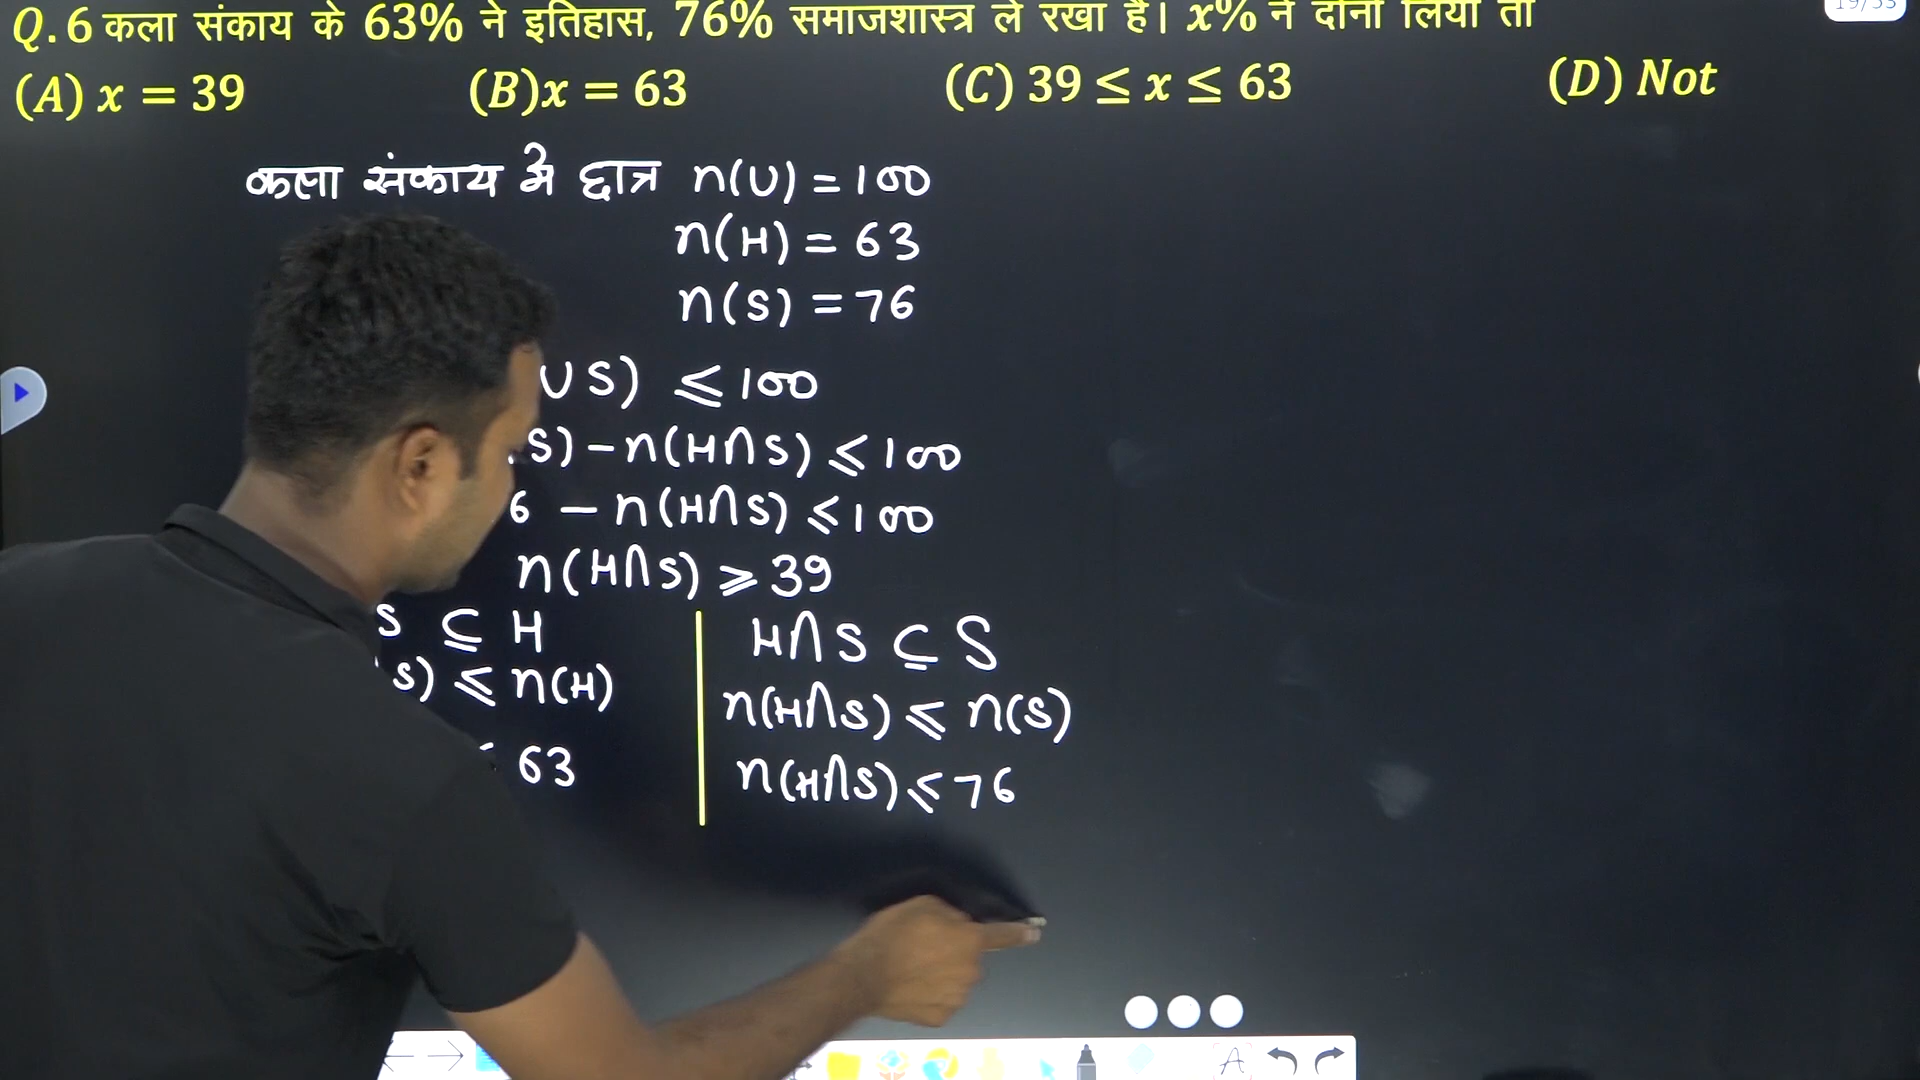 Q. 6 कला संकाय के 63% ने इतिहास, 76% समाजशास्त्र ले रखा है। x% ने दोनों लिया तो
(A) x = 39 (B)x = 63 (C) 39 ≤ x ≤ 63 (D) Not
कला संकाय मे छात्र n(U) = 100
n(H) = 63
n(S) = 76
∪ S) ⩽ 100
S) – n(H∩S) ⩽ 100
6 – n(H∩S) ⩽ 100
n(H∩S) ⩾ 39
S ⊆ H
S) ⩽ n(H)
63
H∩S ⊆ S
n(H∩S) ⩽ n(S)
n(H∩S) ⩽ 76
A